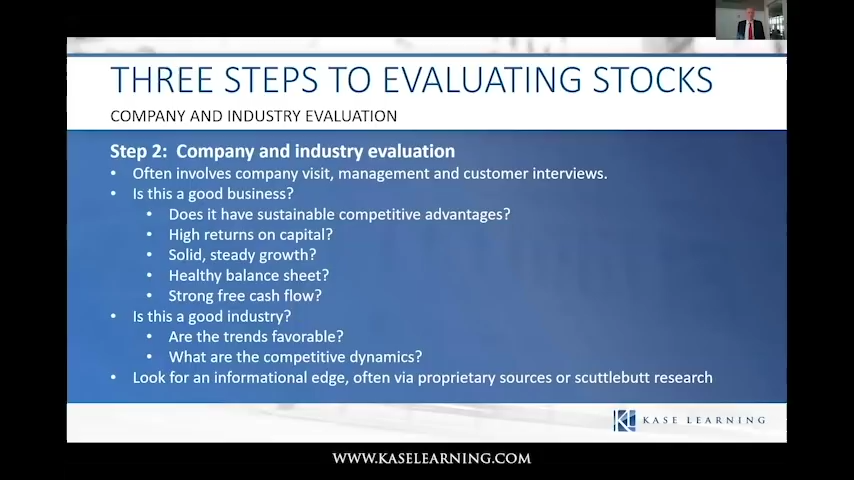 THREE STEPS TO EVALUATING STOCKS
COMPANY AND INDUSTRY EVALUATION
Step 2: Company and industry evaluation
• Often involves company visit, management and customer interviews.
• Is this a good business?
• Does it have sustainable competitive advantages?
• High returns on capital?
• Solid, steady growth?
• Healthy balance sheet?
• Strong free cash flow?
• Is this a good industry?
• Are the trends favorable?
• What are the competitive dynamics?
• Look for an informational edge, often via proprietary sources or scuttlebutt research
KL KASE LEARNING
WWW.KASELEARNING.COM